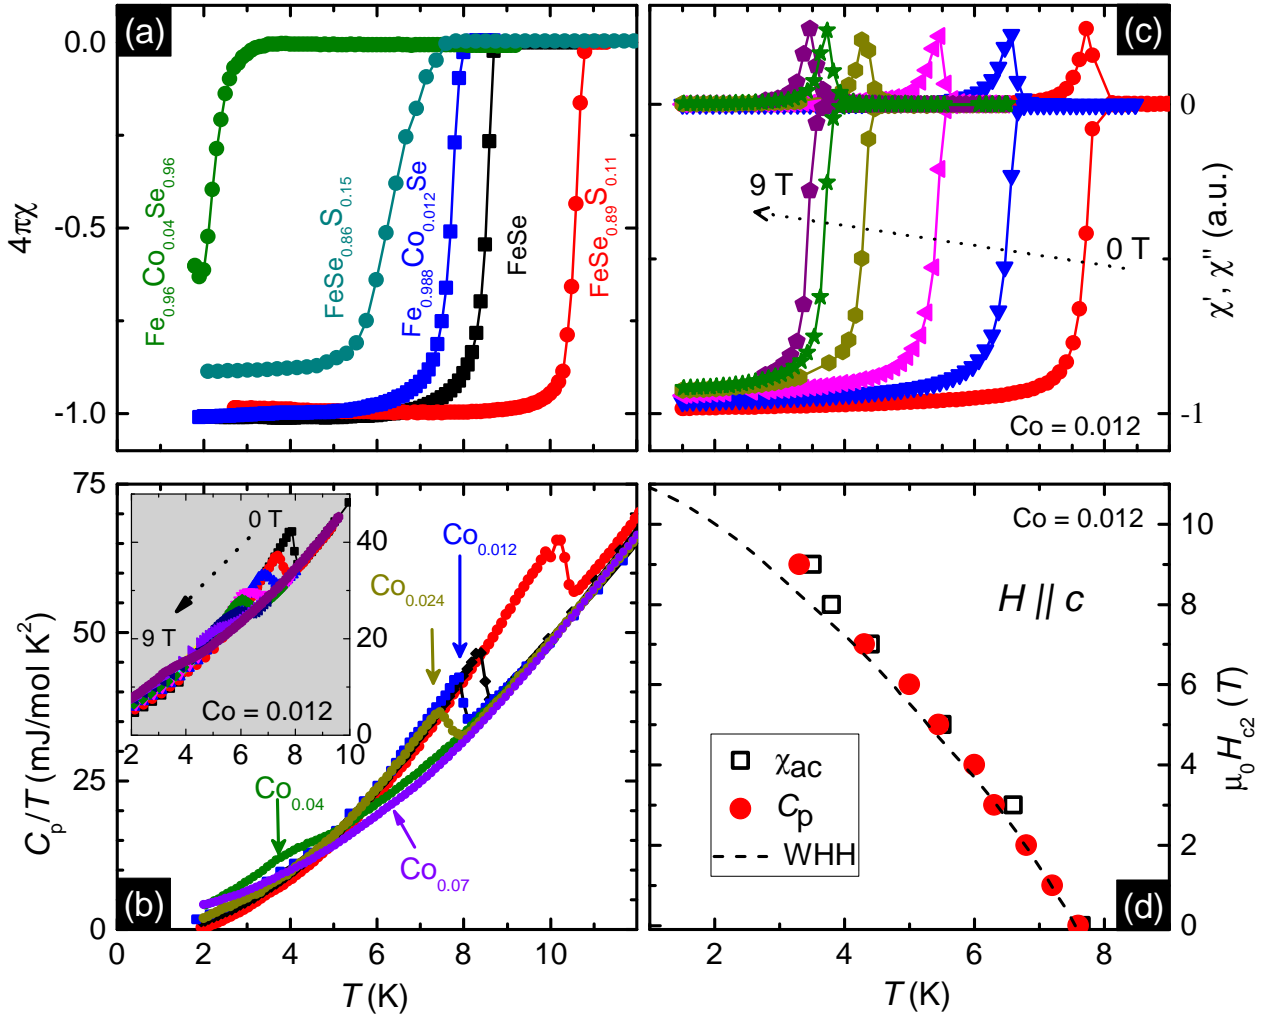 (a)
0.0
-0.5
-1.0
4πχ
Fe0.96Co0.04Se0.96
FeSe0.86S0.15
Fe0.988Co0.012Se
FeSe
FeSe0.89S0.11
(c)
0
-1
χ', χ'' (a.u.)
9 T
0 T
Co = 0.012
2 4 6 8
T (K)
(b)
75
50
25
0
Cp/T (mJ/mol K2)
0 T
9 T
Co = 0.012
40
20
0
2 4 6 8 10
Co0.012
Co0.024
Co0.04
Co0.07
0 2 4 6 8 10
T (K)
(d)
Co = 0.012
H || c
χac
Cp
WHH
10
8
6
4
2
0
μ0Hc2 (T)
2 4 6 8
T (K)